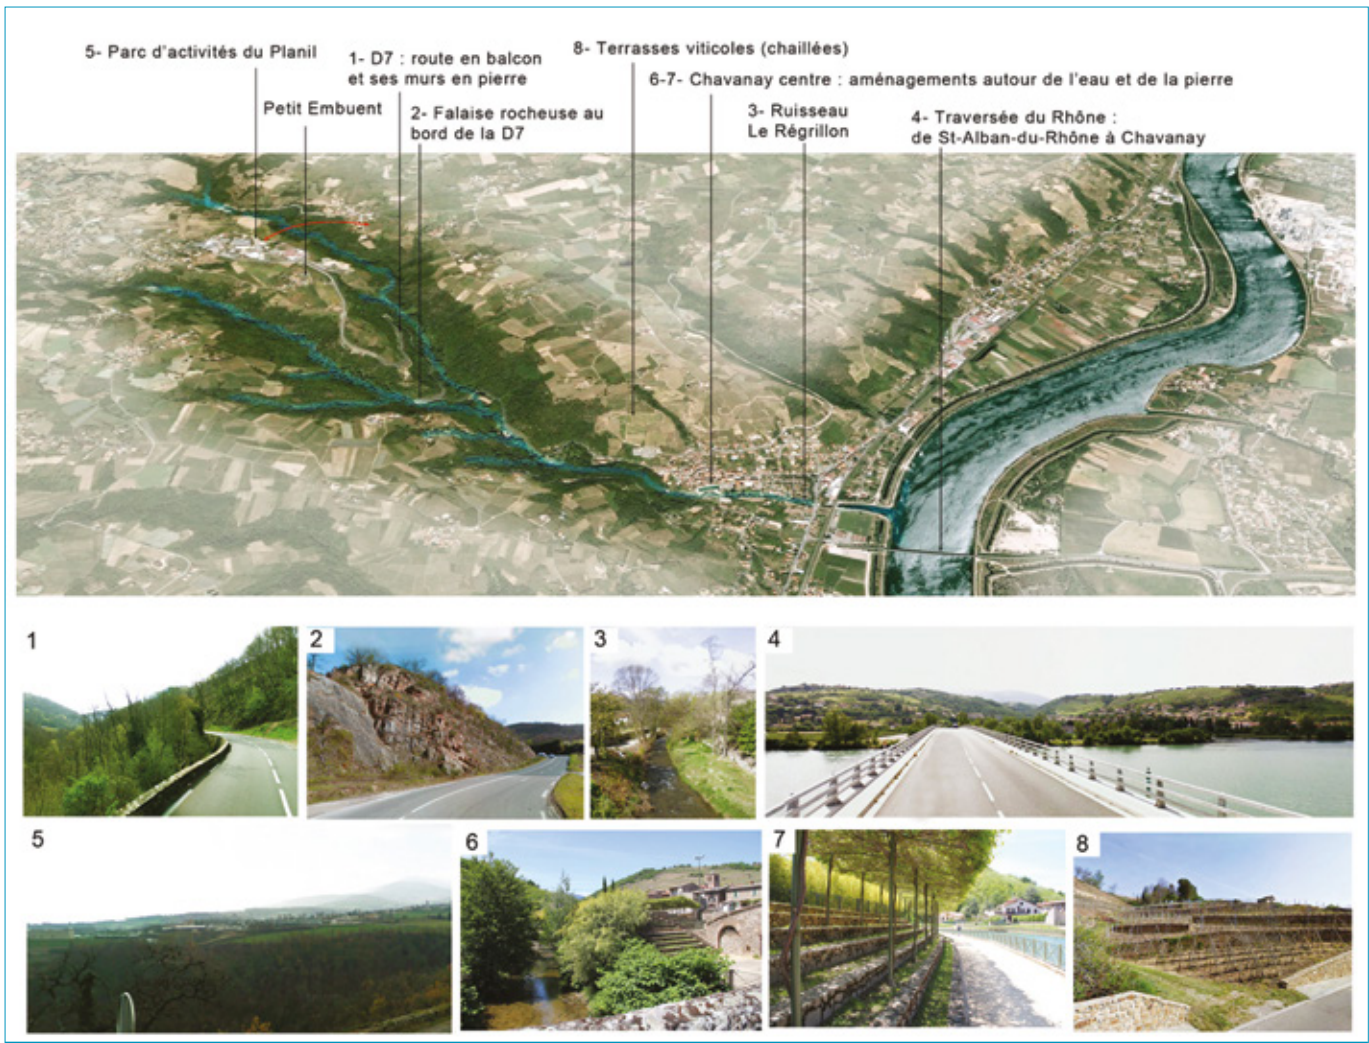 5- Parc d'activités du Planil
Petit Embuent
1- D7 : route en balcon
et ses murs en pierre
2- Falaise rocheuse au
bord de la D7
8- Terrasses viticoles (chaillées)
6-7- Chavanay centre : aménagements autour de l'eau et de la pierre
3- Ruisseau
Le Régrillon
4- Traversée du Rhône :
de St-Alban-du-Rhône à Chavanay
1
2
3
4
5
6
7
8